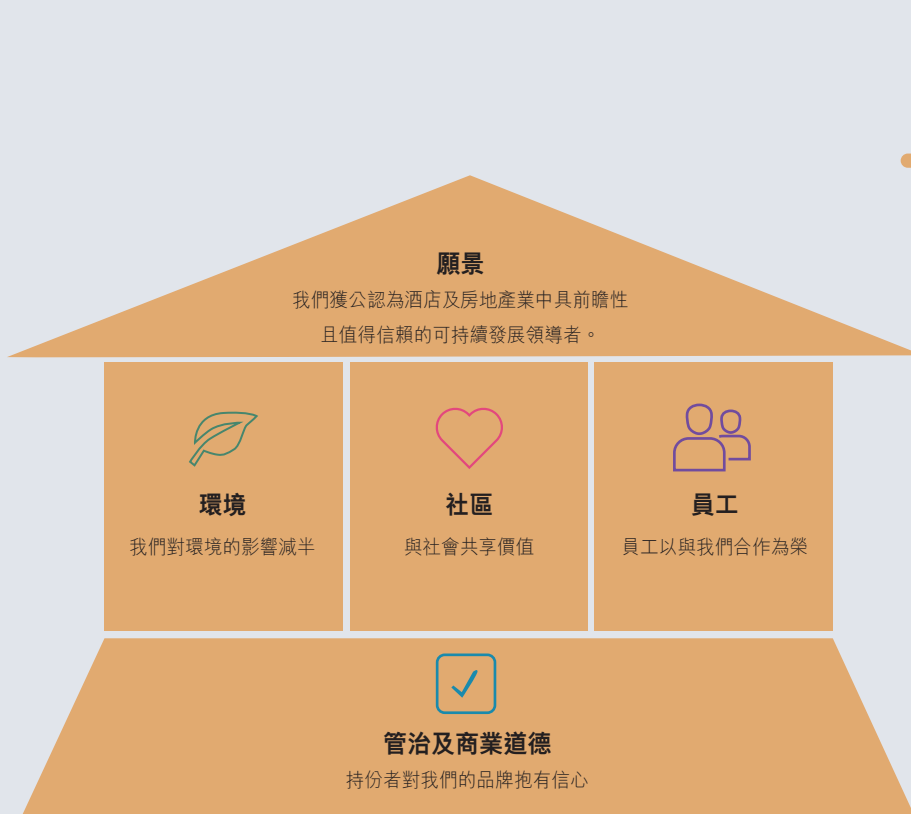 願景
我們獲公認為酒店及房地產業中具前瞻性
且值得信賴的可持續發展領導者。
環境
我們對環境的影響減半
社區
與社會共享價值
員工
員工以與我們合作為榮
管治及商業道德
持份者對我們的品牌抱有信心